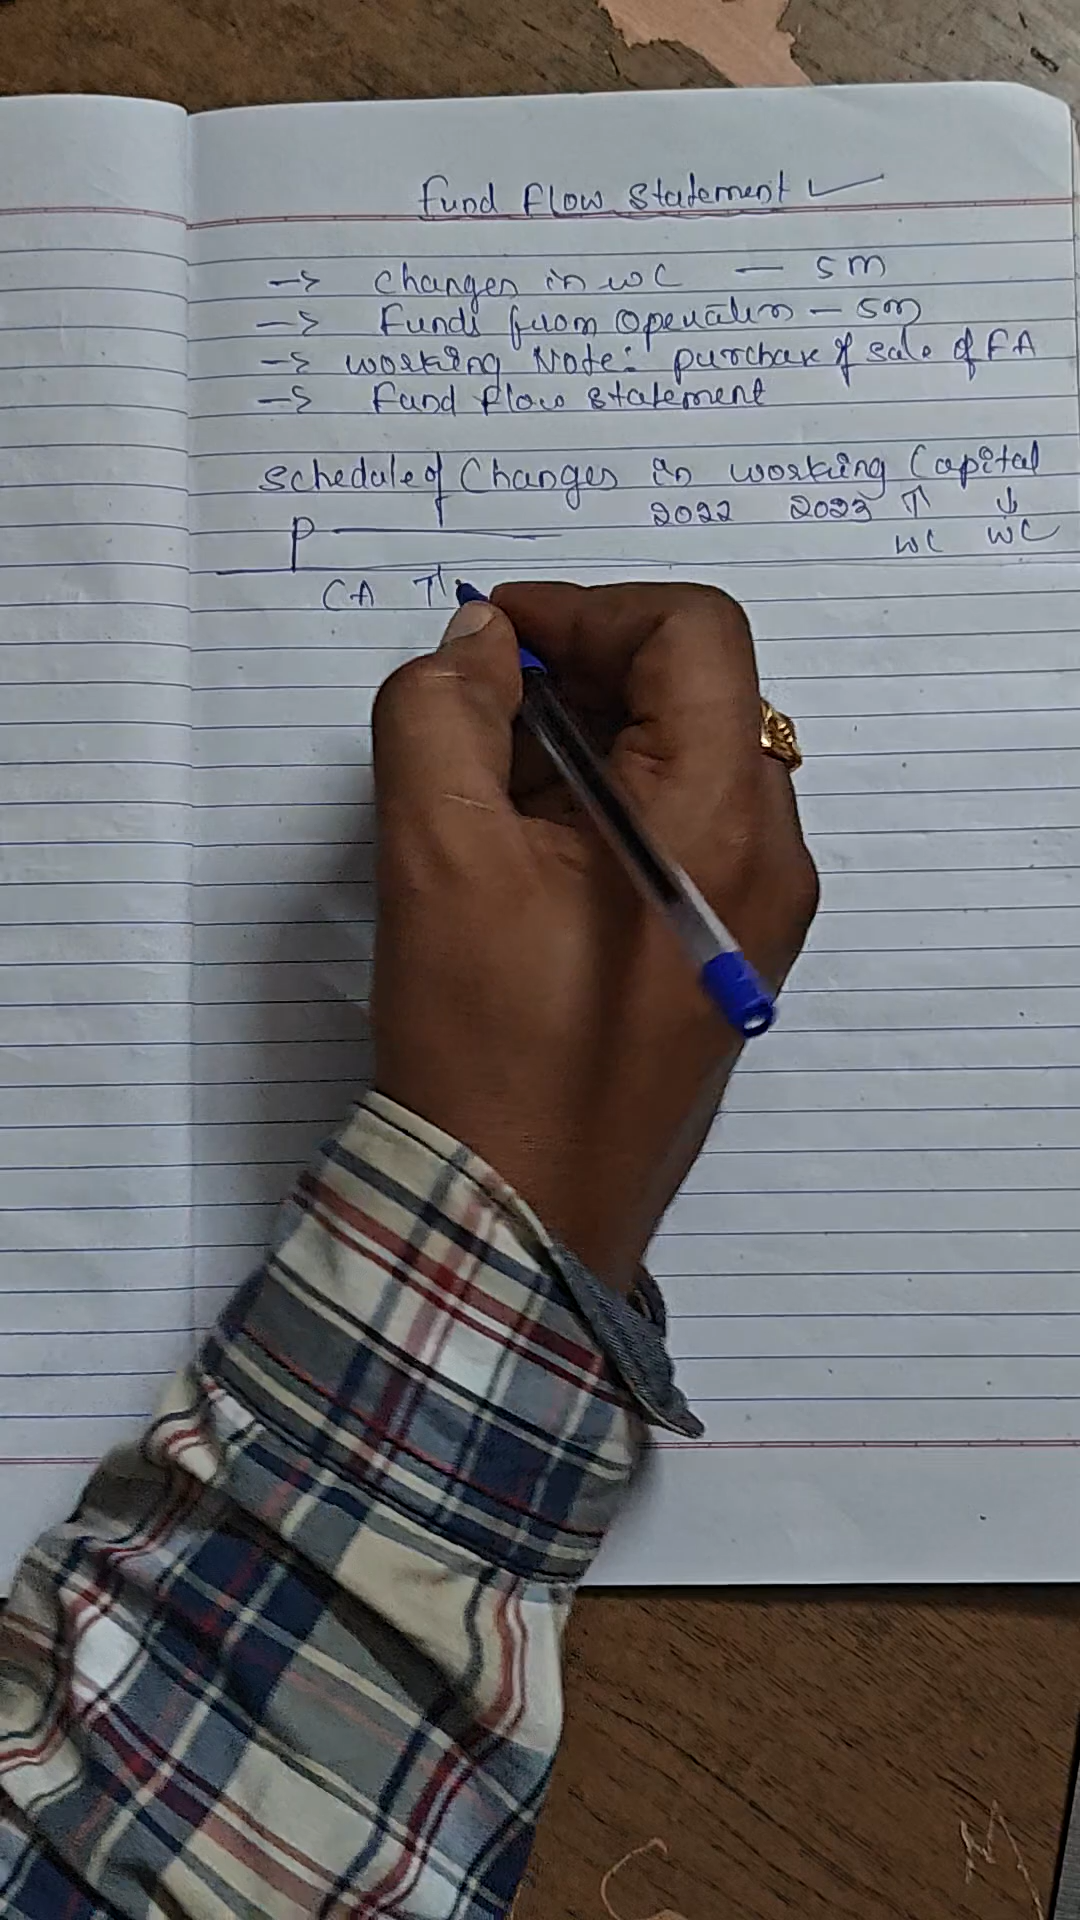 Fund Flow Statement ✓
-> Changes in WC — 5m
-> Funds from Operation — 5m
-> Working Note: purchase & sale of FA
-> Fund Flow Statement
Schedule of Changes in Working Capital
P 2022 2023 ↑ ↓
WC WC
CA ↑